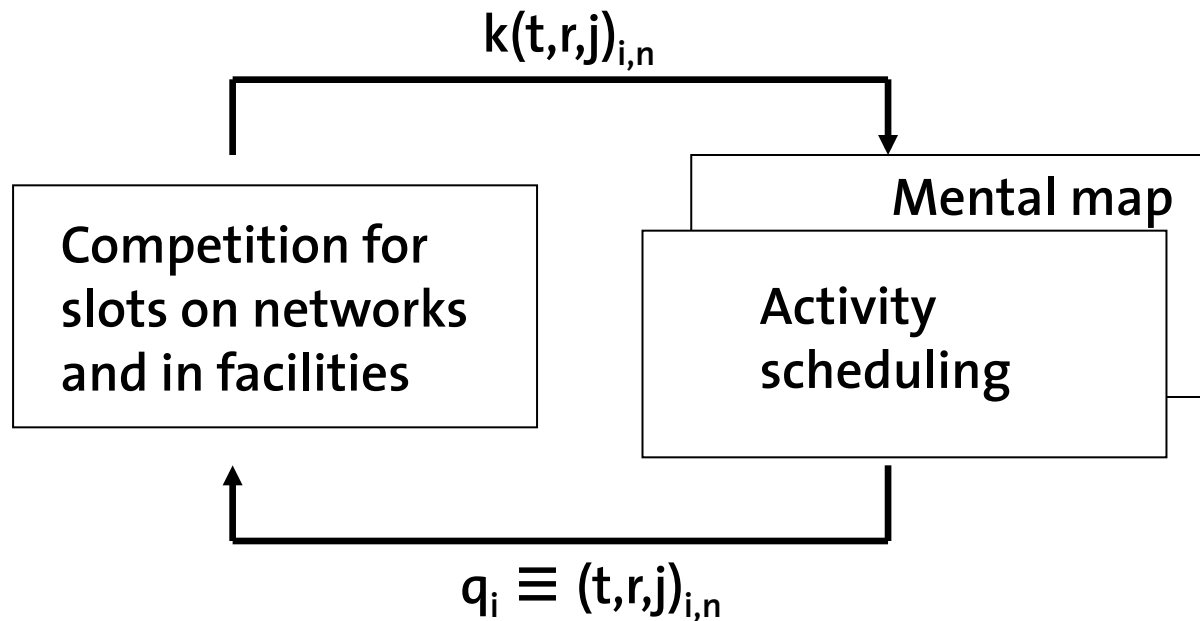 k(t,r,j)i,n
Competition for
slots on networks
and in facilities
Mental map
Activity
scheduling
qi ≡ (t,r,j)i,n